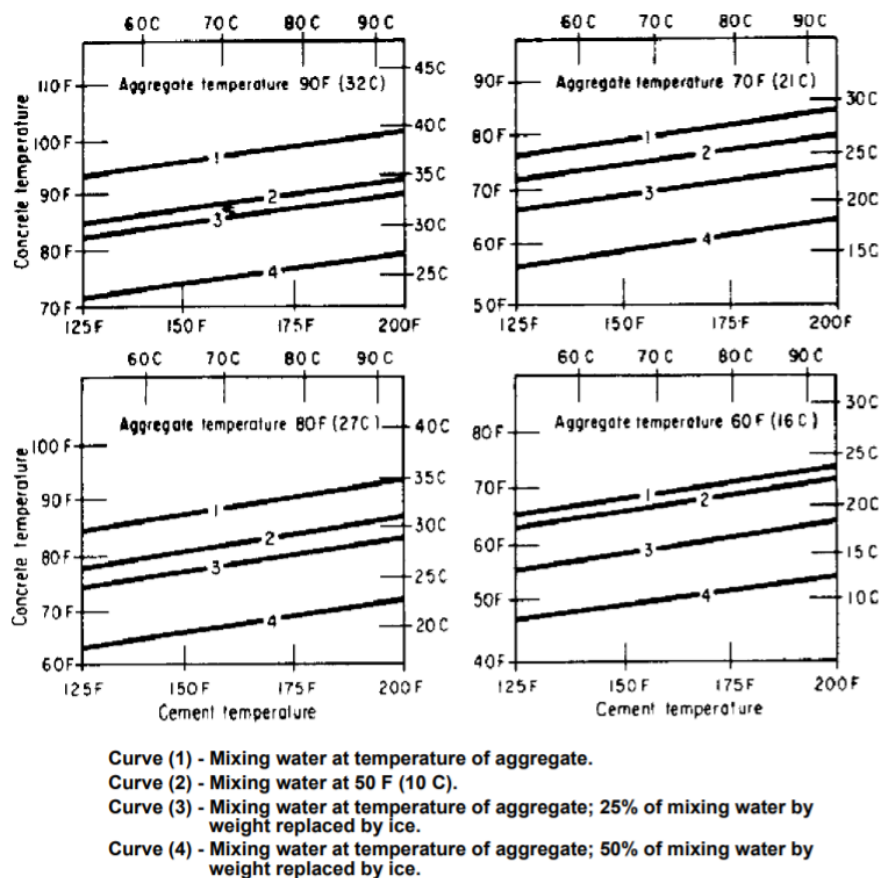 60C 70C 80C 90C
Aggregate temperature 90F (32C)
45C
110F
40C
100F
1
35C
90F
2
3
30C
80F
4
25C
70F
125F 150F 175F 200F
Concrete temperature
60C 70C 80C 90C
Aggregate temperature 70F (21C)
90F
30C
80F
1
2
25C
70F
3
20C
60F
4
15C
50F
125F 150F 175F 200F
60C 70C 80C 90C
Aggregate temperature 80F (27C)
40C
100F
35C
90F
1
30C
2
80F
3
25C
70F
4
20C
60F
125F 150F 175F 200F
Concrete temperature
Cement temperature
60C 70C 80C 90C
Aggregate temperature 60F (16C)
30C
80F
25C
70F
1
2
20C
60F
3
15C
50F
4
10C
40F
125F 150F 175F 200F
Cement temperature
Curve (1) - Mixing water at temperature of aggregate.
Curve (2) - Mixing water at 50 F (10 C).
Curve (3) - Mixing water at temperature of aggregate; 25% of mixing water by
weight replaced by ice.
Curve (4) - Mixing water at temperature of aggregate; 50% of mixing water by
weight replaced by ice.